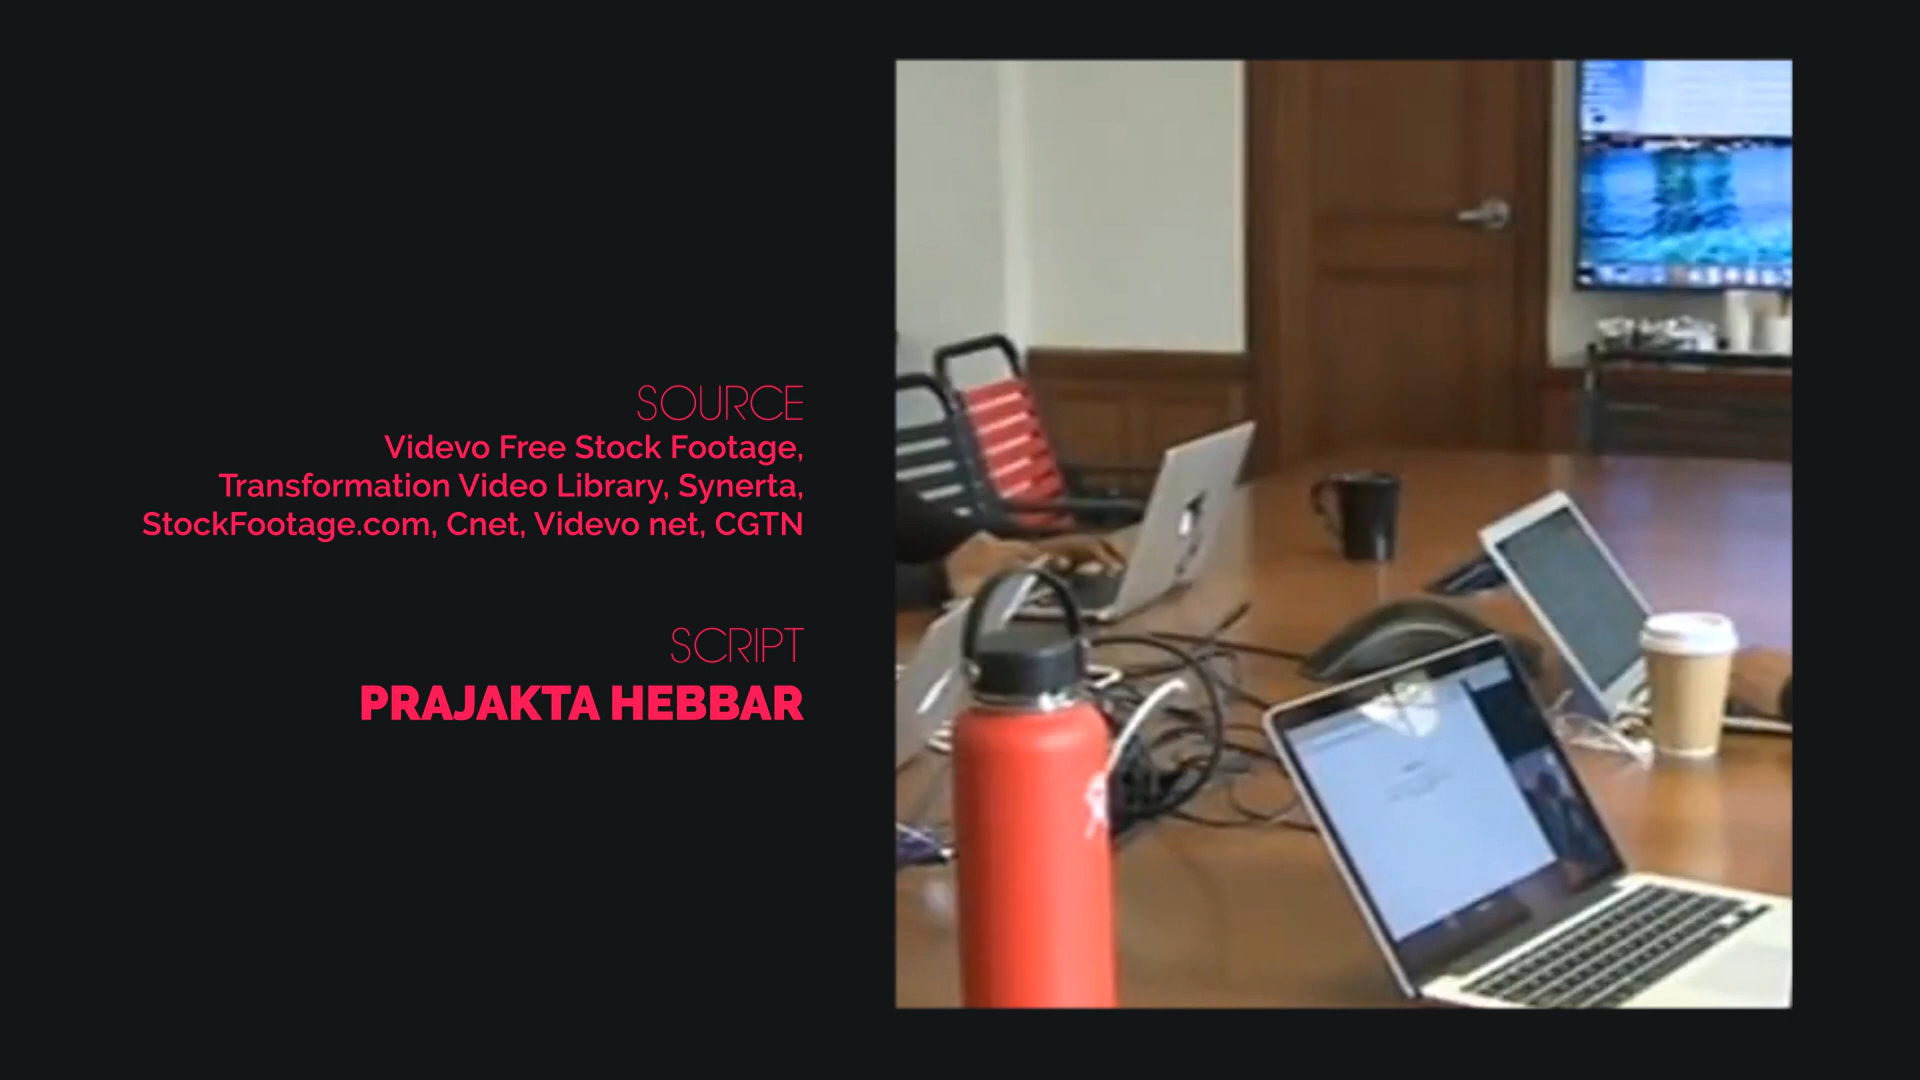 SOURCE
Videvo Free Stock Footage,
Transformation Video Library, Synerta,
StockFootage.com, Cnet, Videvo net, CGTN
SCRIPT
PRAJAKTA HEBBAR